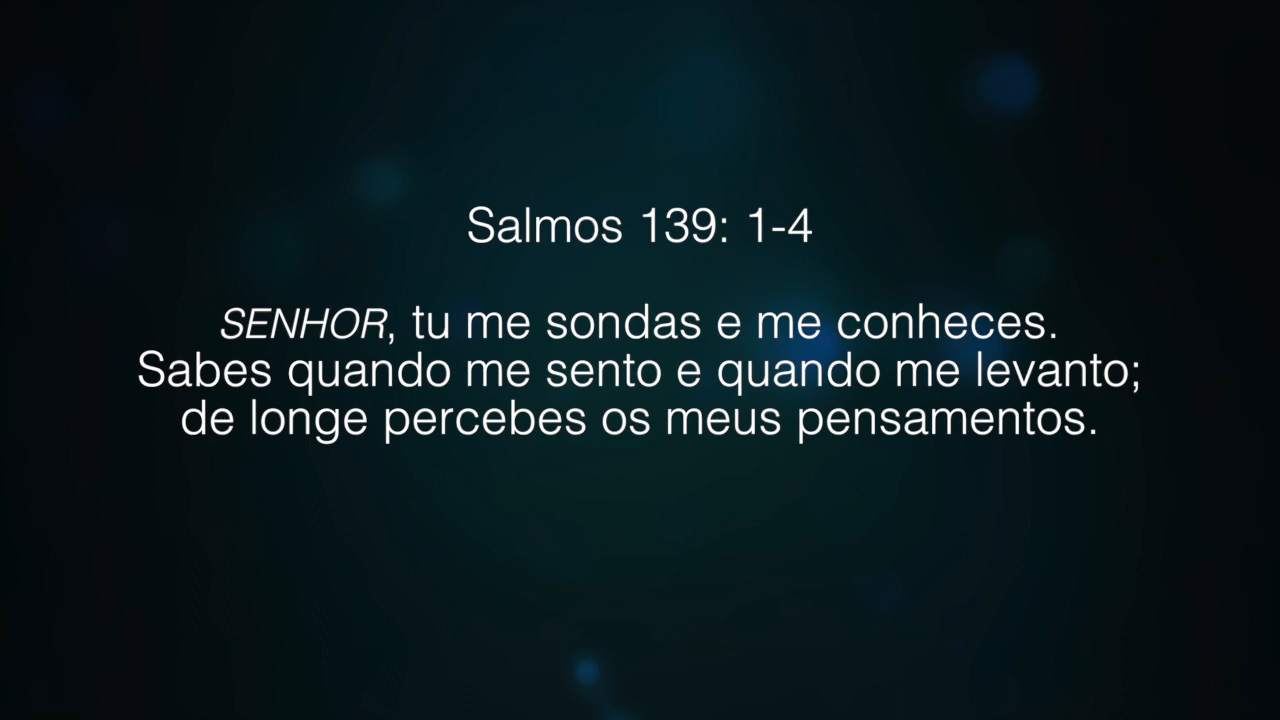 Salmos 139: 1-4
SENHOR, tu me sondas e me conheces.
Sabes quando me sento e quando me levanto;
de longe percebes os meus pensamentos.